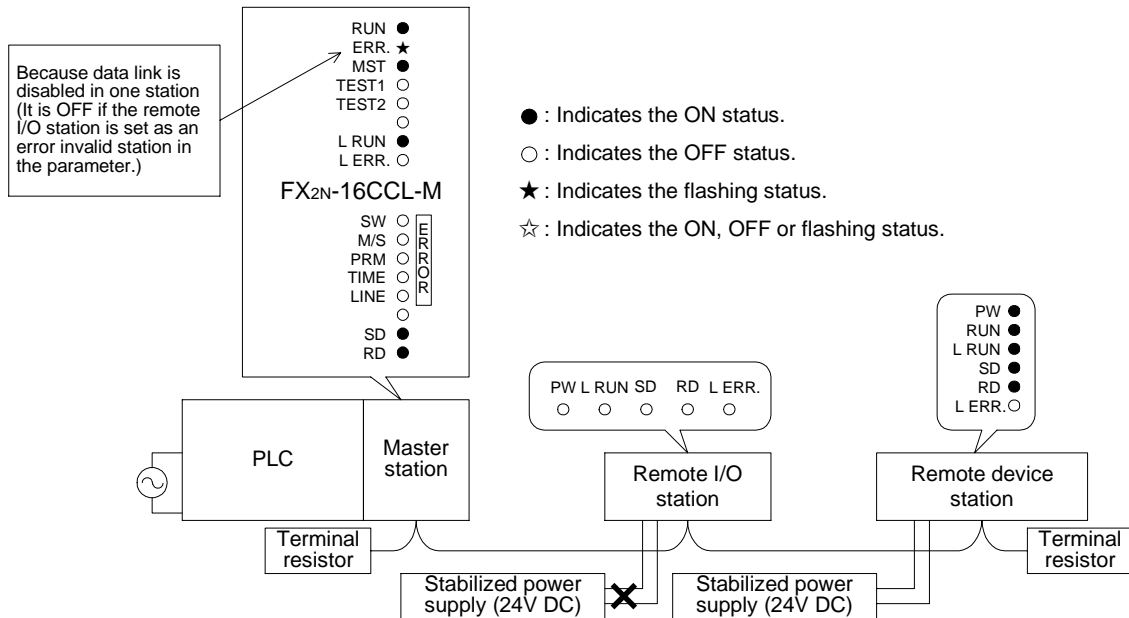 Because data link is
disabled in one station
(It is OFF if the remote
I/O station is set as an
error invalid station in
the parameter.)
RUN ●
ERR. ★
MST ●
TEST1 ○
TEST2 ○
○
L RUN ●
L ERR. ○
FX2N-16CCL-M
SW ○
M/S ○
PRM ○
TIME ○
LINE ○
○
ERROR
SD ●
RD ●
● : Indicates the ON status.
○ : Indicates the OFF status.
★ : Indicates the flashing status.
☆ : Indicates the ON, OFF or flashing status.
PW L RUN SD RD L ERR.
○ ○ ○ ○ ○
PW ●
RUN ●
L RUN ●
SD ●
RD ●
L ERR. ○
PLC
Master
station
Remote I/O
station
Remote device
station
Terminal
resistor
Terminal
resistor
Stabilized power
supply (24V DC)
Stabilized power
supply (24V DC)